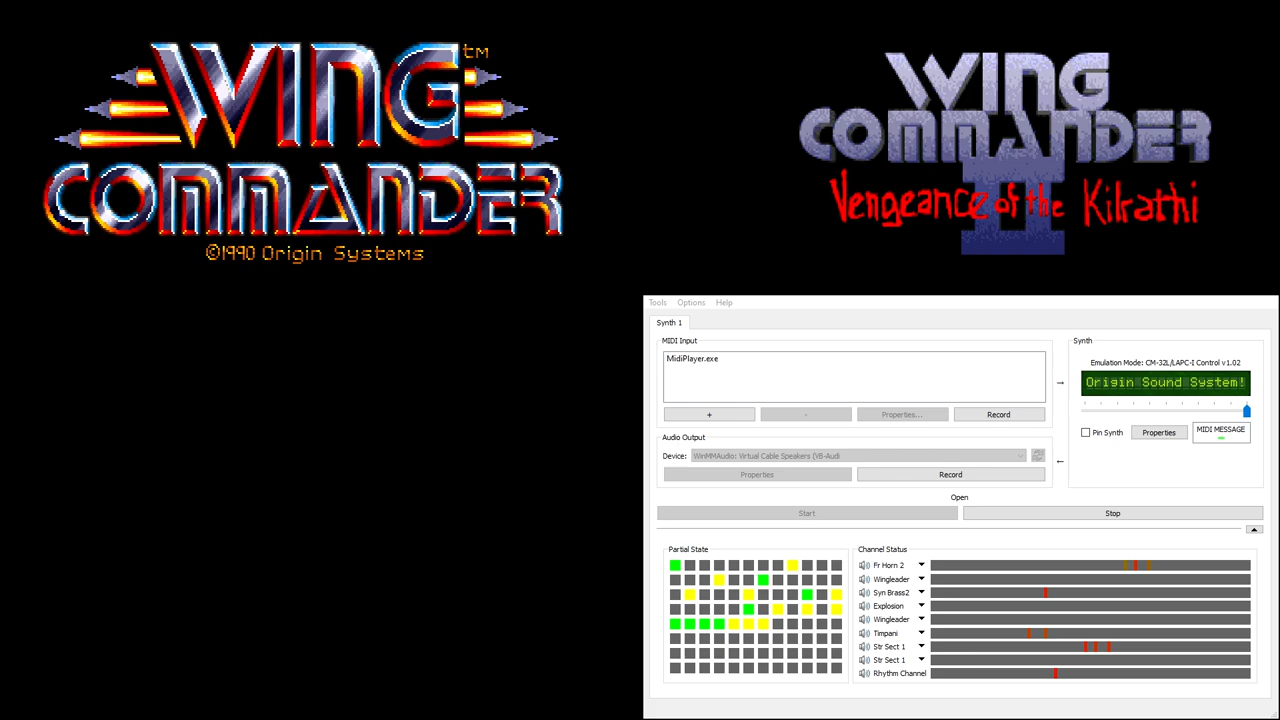 WING
TM
COMMANDER
©1990 Origin Systems
WING
COMMANDER
II
Vengeance of the Kilrathi
Tools Options Help
Synth 1
MIDI Input
MidiPlayer.exe
+ - Properties... Record
Audio Output
Device: WinMMAudio: Virtual Cable Speakers (VB-Audi
Properties Record
Synth
Emulation Mode: CM-32L/LAPC-I Control v1.02
Origin Sound System!
Pin Synth Properties MIDI MESSAGE
Open
Start Stop
Partial State
Channel Status
Fr Horn 2
Wingleader
Syn Brass2
Explosion
Wingleader
Timpani
Str Sect 1
Str Sect 1
Rhythm Channel